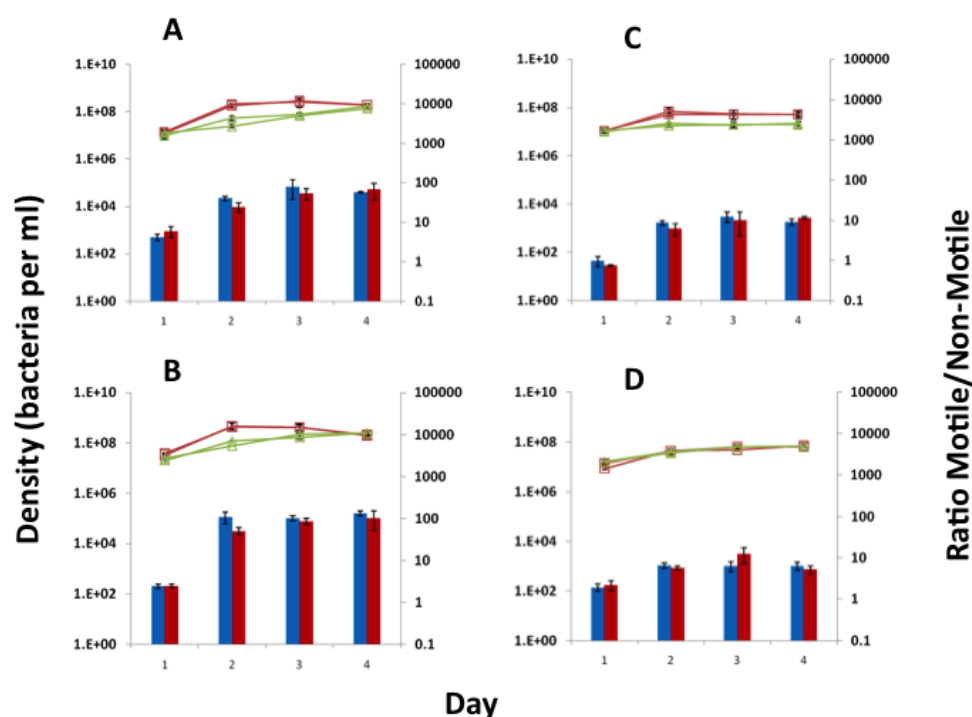 A
1.E+10
1.E+08
1.E+06
1.E+04
1.E+02
1.E+00
100000
10000
1000
100
10
1
0.1
1 2 3 4
C
1.E+10
1.E+08
1.E+06
1.E+04
1.E+02
1.E+00
100000
10000
1000
100
10
1
0.1
1 2 3 4
B
1.E+10
1.E+08
1.E+06
1.E+04
1.E+02
1.E+00
100000
10000
1000
100
10
1
0.1
1 2 3 4
D
1.E+10
1.E+08
1.E+06
1.E+04
1.E+02
1.E+00
100000
10000
1000
100
10
1
0.1
1 2 3 4
Density (bacteria per ml)
Ratio Motile/Non-Motile
Day